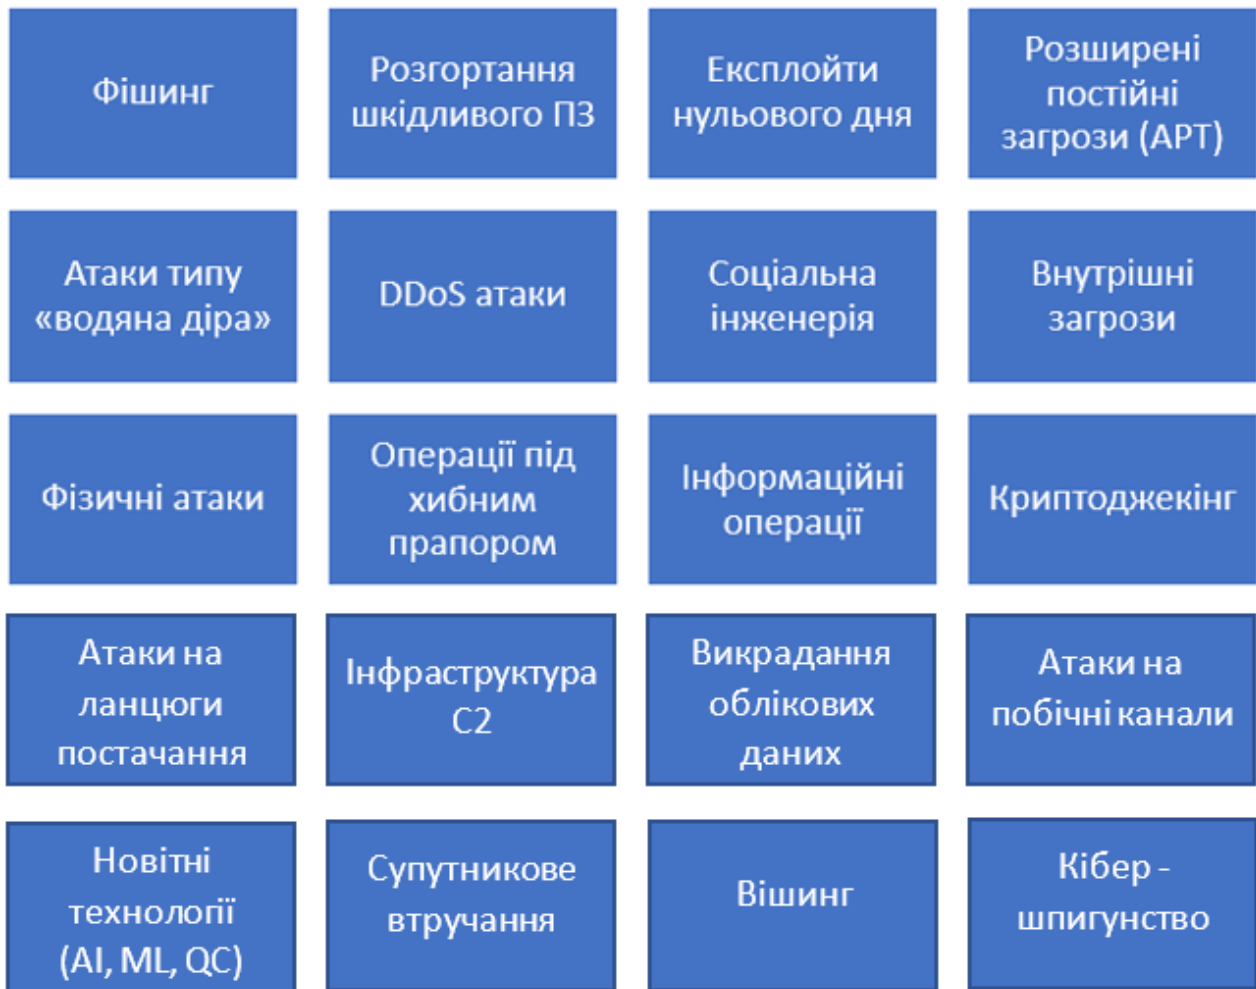 Фішинг
Розгортання
шкідливого ПЗ
Експлойти
нульового дня
Розширені
постійні
загрози (APT)
Атаки типу
«водяна діра»
DDoS атаки
Соціальна
інженерія
Внутрішні
загрози
Фізичні атаки
Операції під
хибним
прапором
Інформаційні
операції
Криптоджекінг
Атаки на
ланцюги
постачання
Інфраструктура
С2
Викрадання
облікових
даних
Атаки на
побічні канали
Новітні
технології
(AI, ML, QC)
Супутникове
втручання
Вішинг
Кібер -
шпигунство